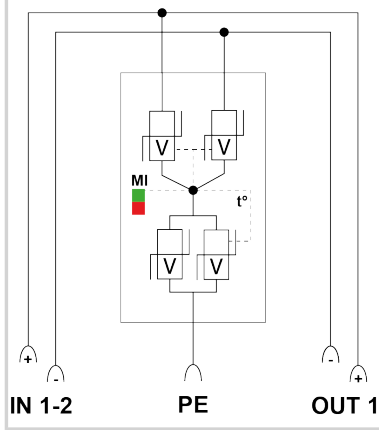 V V
MI
t°
V V
+ - - +
IN 1-2 PE OUT 1